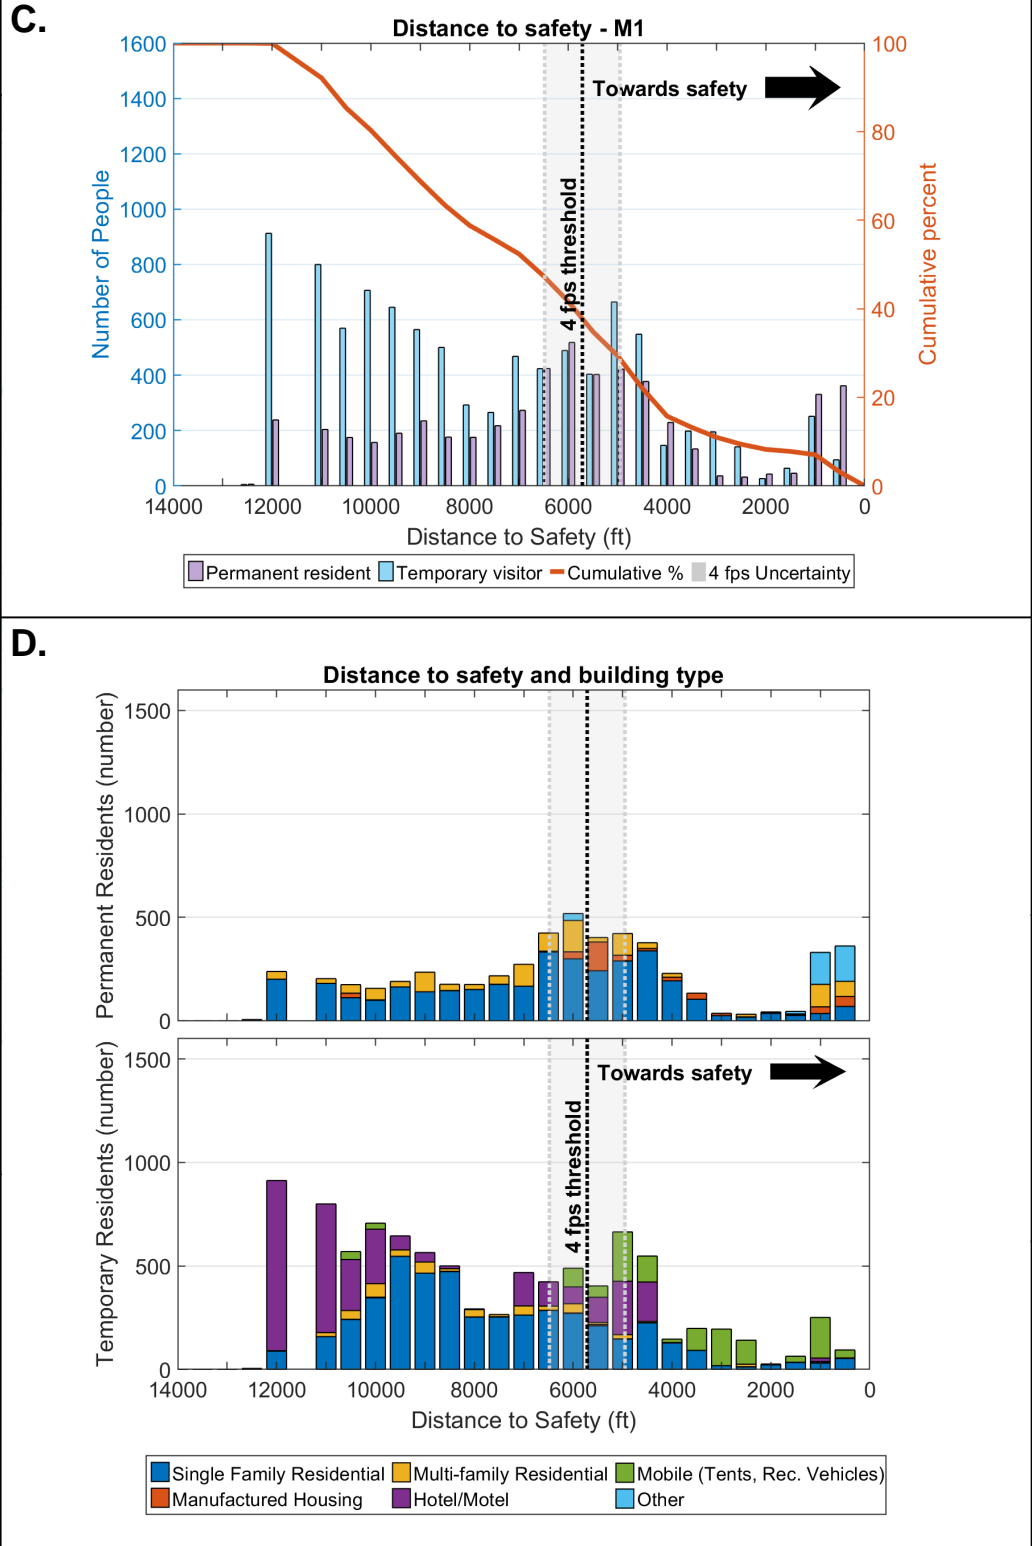 C.
Distance to safety - M1
1600
1400
1200
1000
800
600
400
200
0
Number of People
100
80
60
40
20
0
Cumulative percent
Towards safety
4 fps threshold
14000 12000 10000 8000 6000 4000 2000 0
Distance to Safety (ft)
Permanent resident Temporary visitor Cumulative % 4 fps Uncertainty
D.
Distance to safety and building type
Permanent Residents (number)
1500
1000
500
0
Temporary Residents (number)
1500
1000
500
0
Towards safety
4 fps threshold
14000 12000 10000 8000 6000 4000 2000 0
Distance to Safety (ft)
Single Family Residential Multi-family Residential Mobile (Tents, Rec. Vehicles)
Manufactured Housing Hotel/Motel Other